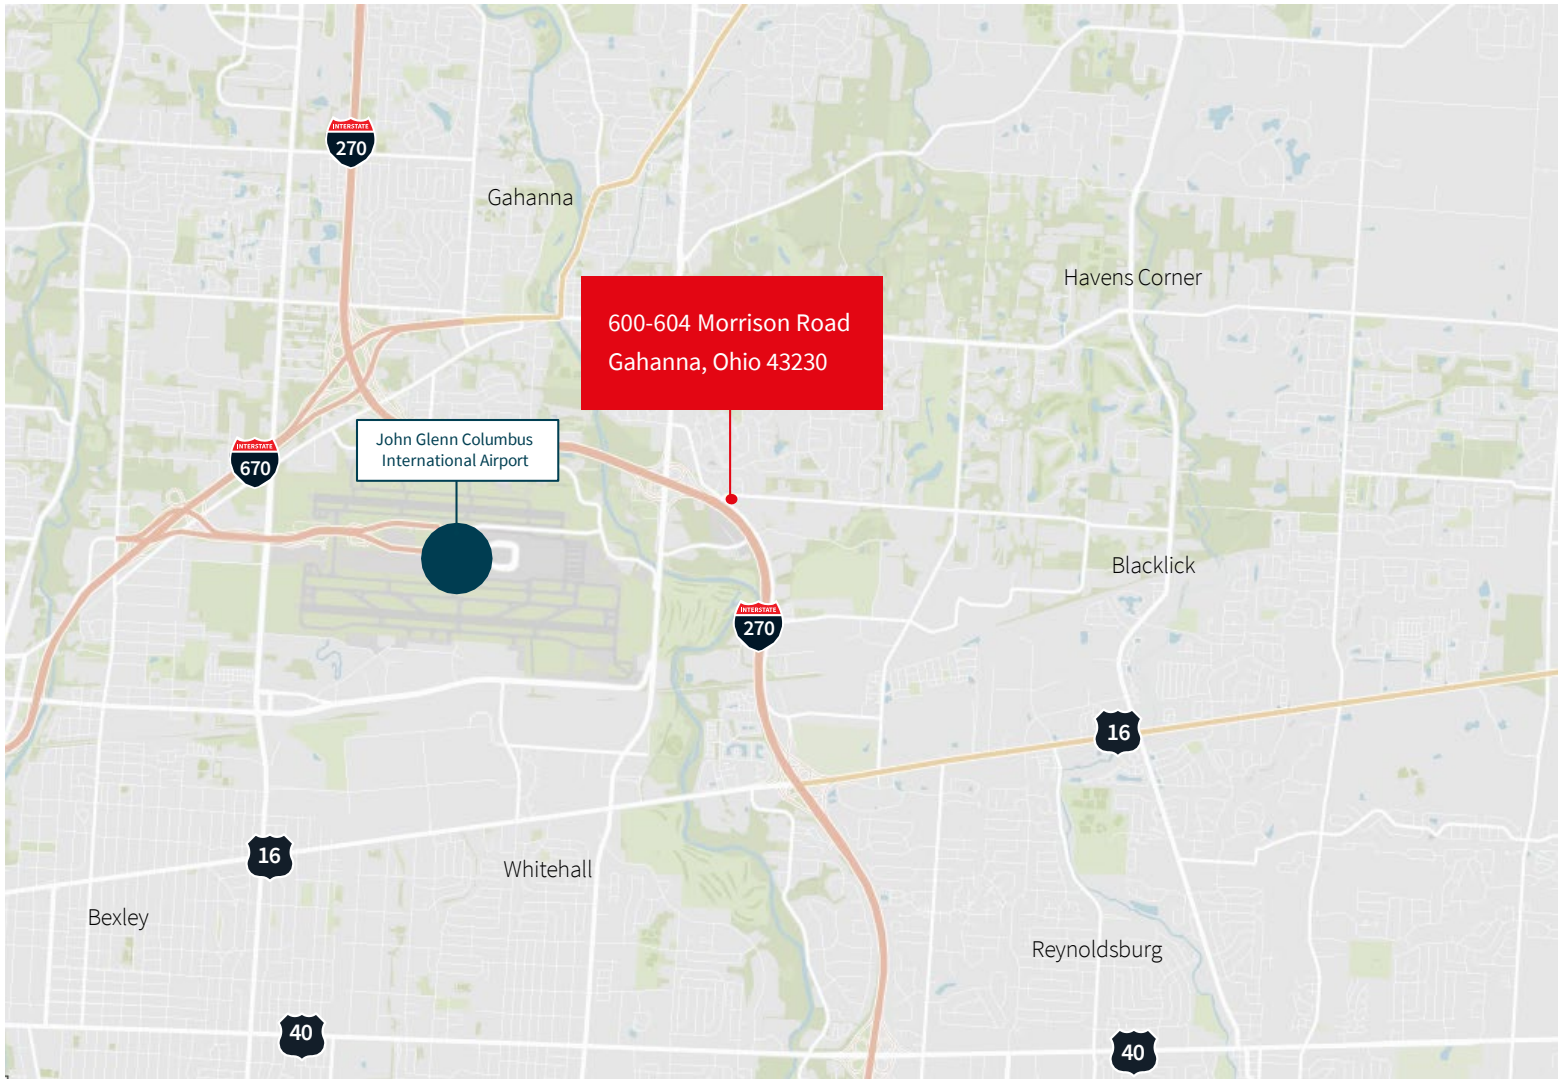 INTERSTATE
270
Gahanna
Havens Corner
600-604 Morrison Road
Gahanna, Ohio 43230
John Glenn Columbus
International Airport
INTERSTATE
670
Blacklick
INTERSTATE
270
16
16
Whitehall
Bexley
Reynoldsburg
40
40